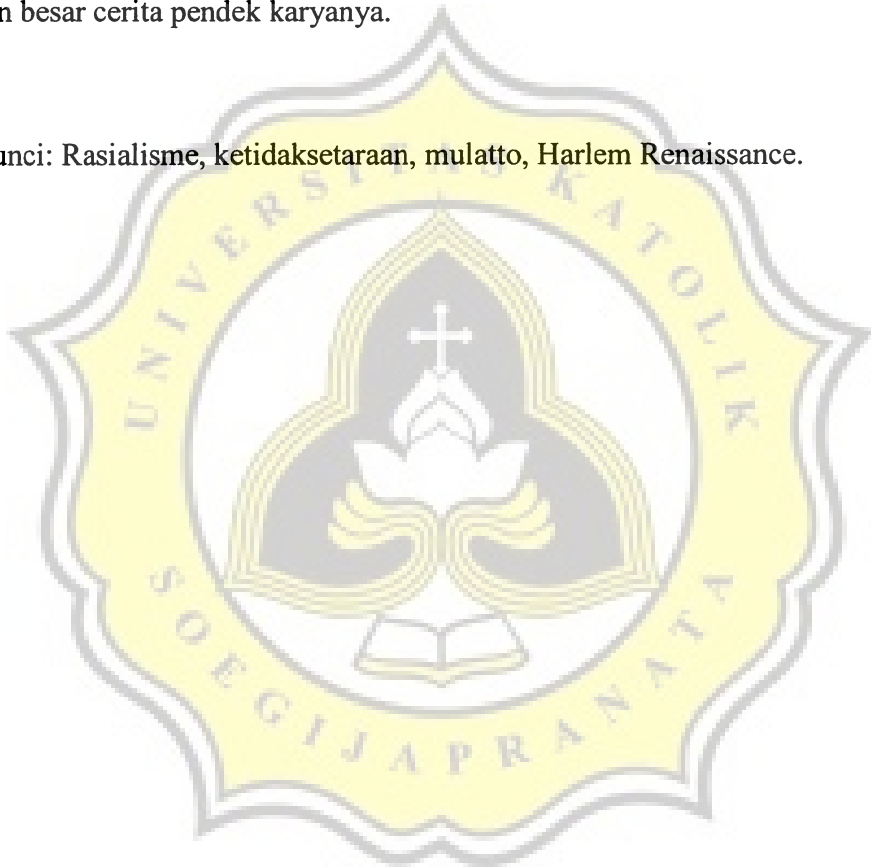 n besar cerita pendek karyanya.
unci: Rasialisme, ketidaksetaraan, mulatto, Harlem Renaissance.
UNIVERSITAS KATOLIK
SOEGIJAPRANATA